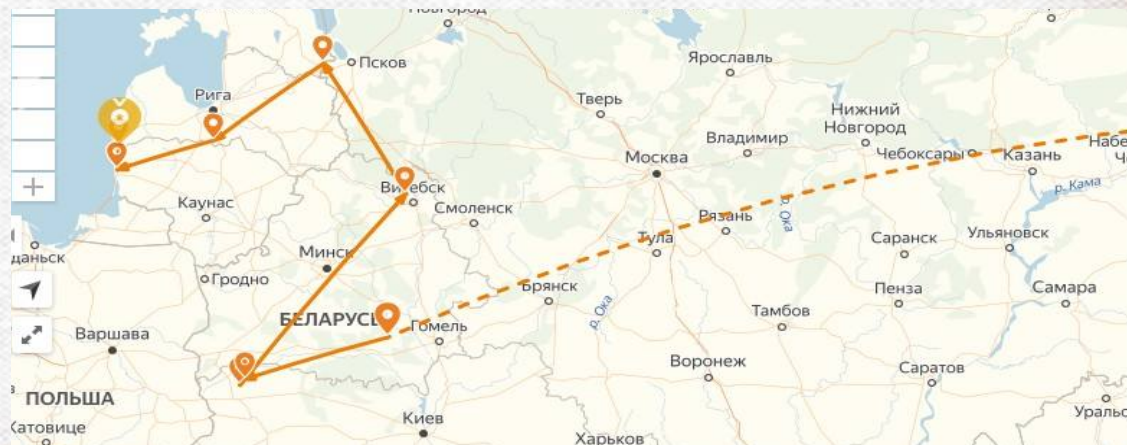 Новгород
Псков
Ярославль
Рига
Тверь
Нижний
Новгород
Владимир
Москва
Чебоксары
Казань
Набе
Ч
р. Кама
Витебск
Каунас
Смоленск
Рязань
р. Ока
Минск
Тула
Саранск
Ульяновск
даньск
Гродно
Брянск
р. Ока
Пенза
Самара
БЕЛАРУСЬ
Гомель
Тамбов
Варшава
Воронеж
Саратов
ПОЛЬША
Киев
Уральс
Катовице
Харьков